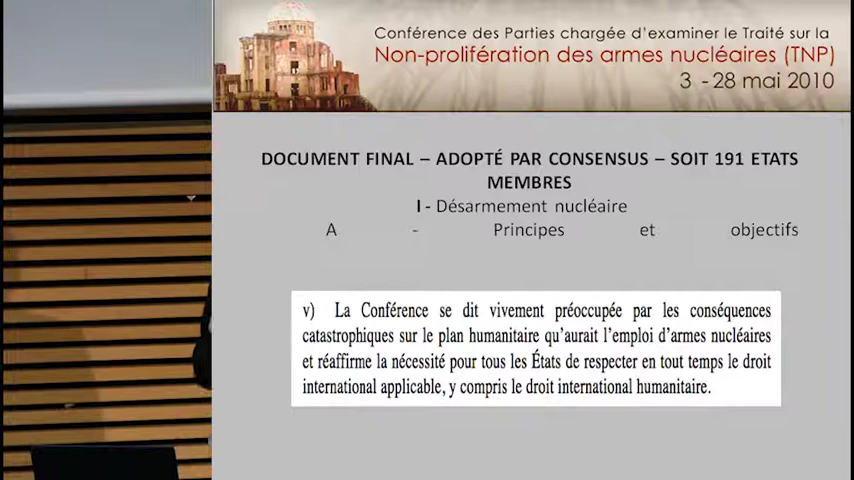 Conférence des Parties chargée d'examiner le Traité sur la
Non-prolifération des armes nucléaires (TNP)
3 - 28 mai 2010
DOCUMENT FINAL – ADOPTÉ PAR CONSENSUS – SOIT 191 ETATS
MEMBRES
I - Désarmement nucléaire
A - Principes et objectifs
v) La Conférence se dit vivement préoccupée par les conséquences
catastrophiques sur le plan humanitaire qu'aurait l'emploi d'armes nucléaires
et réaffirme la nécessité pour tous les États de respecter en tout temps le droit
international applicable, y compris le droit international humanitaire.